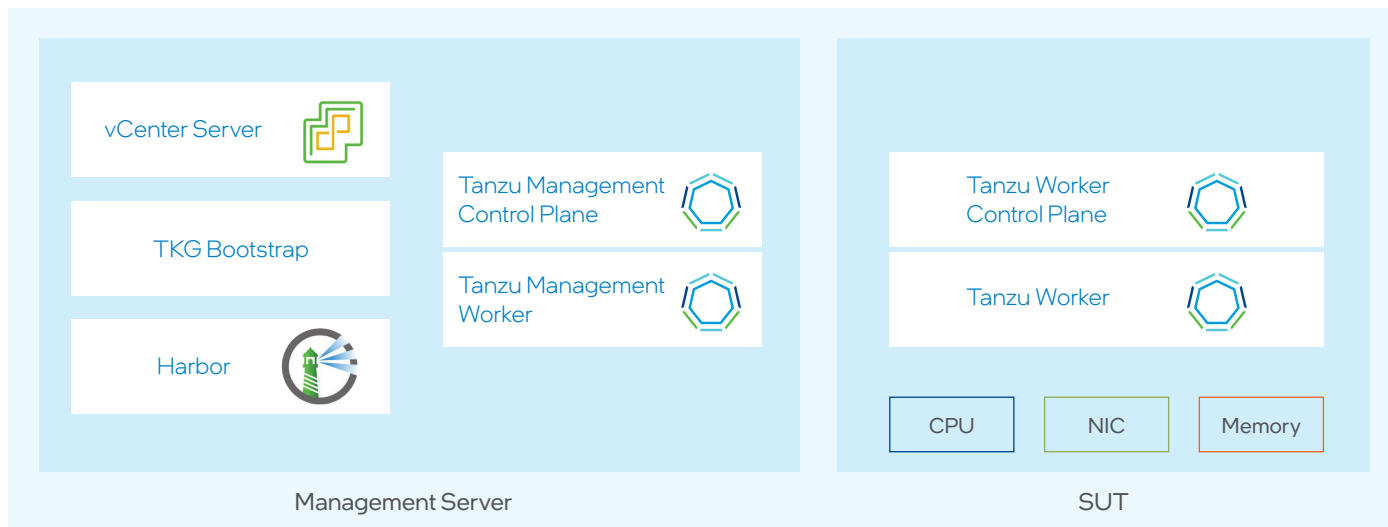 vCenter Server
TKG Bootstrap
Harbor
Tanzu Management
Control Plane
Tanzu Management
Worker
Management Server
Tanzu Worker
Control Plane
Tanzu Worker
CPU
NIC
Memory
SUT